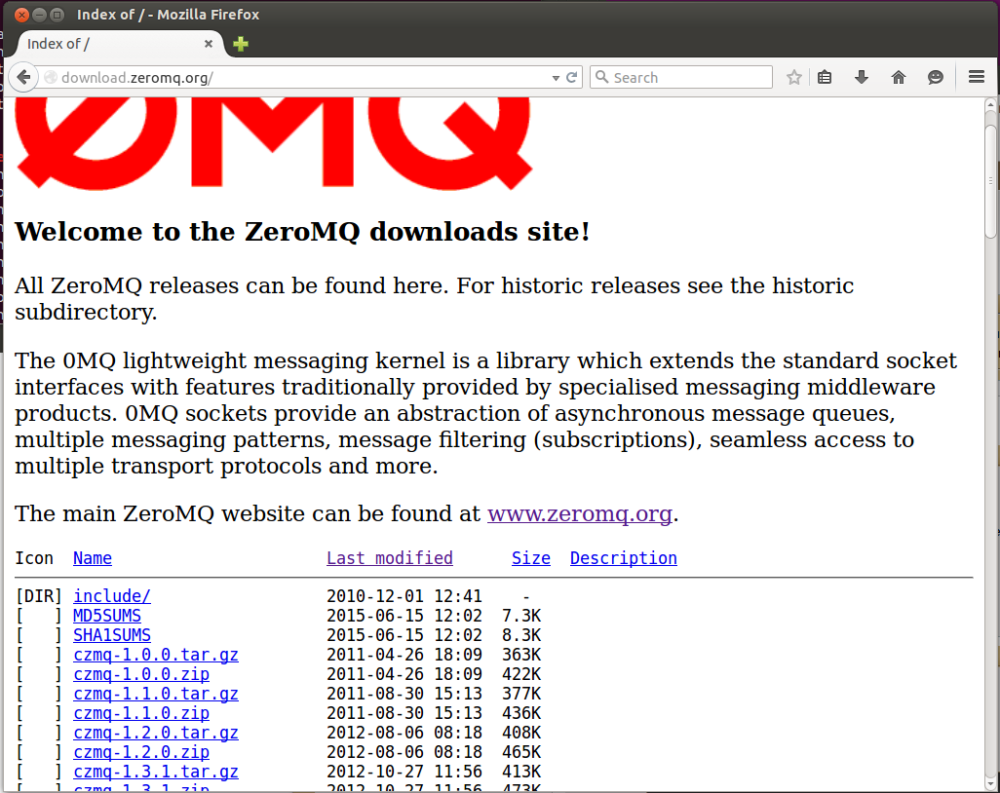 Index of / - Mozilla Firefox
Index of /
download.zeromq.org/
Search
0MQ
Welcome to the ZeroMQ downloads site!
All ZeroMQ releases can be found here. For historic releases see the historic
subdirectory.
The 0MQ lightweight messaging kernel is a library which extends the standard socket
interfaces with features traditionally provided by specialised messaging middleware
products. 0MQ sockets provide an abstraction of asynchronous message queues,
multiple messaging patterns, message filtering (subscriptions), seamless access to
multiple transport protocols and more.
The main ZeroMQ website can be found at www.zeromq.org.
Icon Name Last modified Size Description
[DIR] include/ 2010-12-01 12:41 -
[ ] MD5SUMS 2015-06-15 12:02 7.3K
[ ] SHA1SUMS 2015-06-15 12:02 8.3K
[ ] czmq-1.0.0.tar.gz 2011-04-26 18:09 363K
[ ] czmq-1.0.0.zip 2011-04-26 18:09 422K
[ ] czmq-1.1.0.tar.gz 2011-08-30 15:13 377K
[ ] czmq-1.1.0.zip 2011-08-30 15:13 436K
[ ] czmq-1.2.0.tar.gz 2012-08-06 08:18 408K
[ ] czmq-1.2.0.zip 2012-08-06 08:18 465K
[ ] czmq-1.3.1.tar.gz 2012-10-27 11:56 413K
[ ] czmq-1.3.1.zip 2012-10-27 11:56 473K